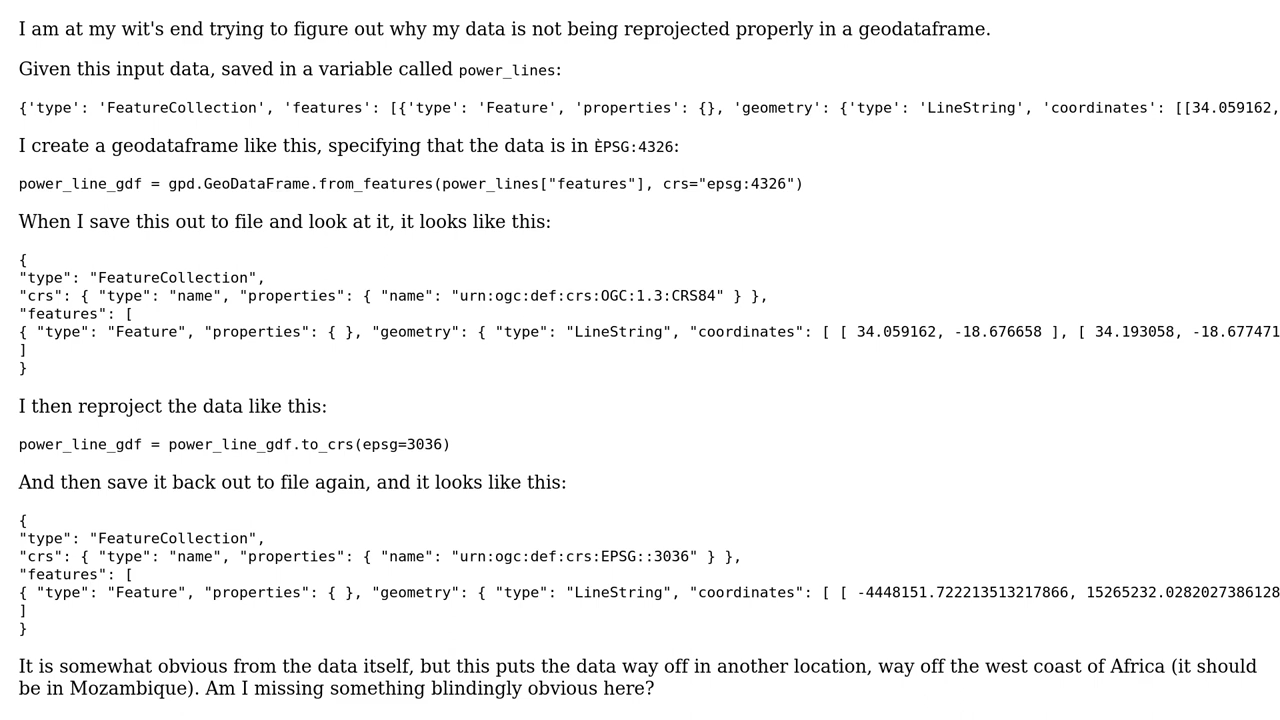 I am at my wit's end trying to figure out why my data is not being reprojected properly in a geodataframe.
Given this input data, saved in a variable called power_lines:
{'type': 'FeatureCollection', 'features': [{'type': 'Feature', 'properties': {}, 'geometry': {'type': 'LineString', 'coordinates': [[34.059162,
I create a geodataframe like this, specifying that the data is in ÈPSG:4326:
power_line_gdf = gpd.GeoDataFrame.from_features(power_lines["features"], crs="epsg:4326")
When I save this out to file and look at it, it looks like this:
{
"type": "FeatureCollection",
"crs": { "type": "name", "properties": { "name": "urn:ogc:def:crs:OGC:1.3:CRS84" } },
"features": [
{ "type": "Feature", "properties": { }, "geometry": { "type": "LineString", "coordinates": [ [ 34.059162, -18.676658 ], [ 34.193058, -18.677471
]
}
I then reproject the data like this:
power_line_gdf = power_line_gdf.to_crs(epsg=3036)
And then save it back out to file again, and it looks like this:
{
"type": "FeatureCollection",
"crs": { "type": "name", "properties": { "name": "urn:ogc:def:crs:EPSG::3036" } },
"features": [
{ "type": "Feature", "properties": { }, "geometry": { "type": "LineString", "coordinates": [ [ -4448151.722213513217866, 15265232.0282027386128
]
}
It is somewhat obvious from the data itself, but this puts the data way off in another location, way off the west coast of Africa (it should
be in Mozambique). Am I missing something blindingly obvious here?